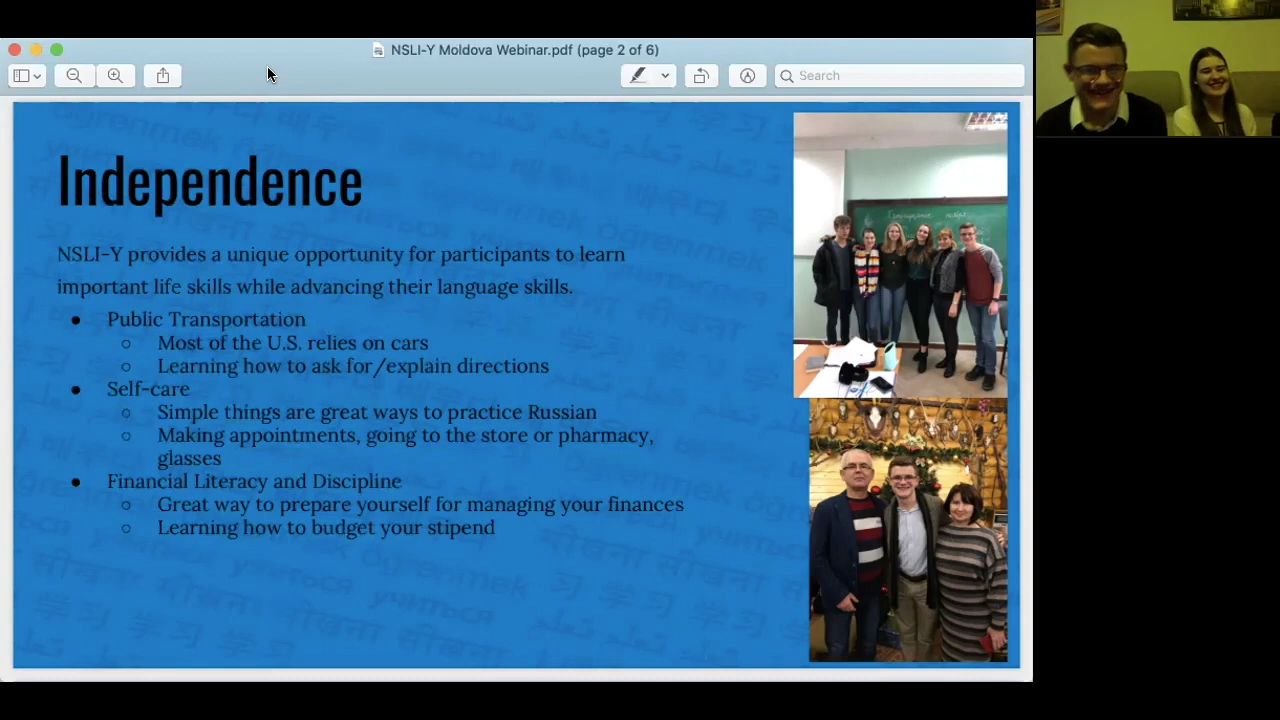 NSLI-Y Moldova Webinar.pdf (page 2 of 6)
Search
Independence
NSLI-Y provides a unique opportunity for participants to learn
important life skills while advancing their language skills.
● Public Transportation
○ Most of the U.S. relies on cars
○ Learning how to ask for/explain directions
● Self-care
○ Simple things are great ways to practice Russian
○ Making appointments, going to the store or pharmacy,
glasses
● Financial Literacy and Discipline
○ Great way to prepare yourself for managing your finances
○ Learning how to budget your stipend